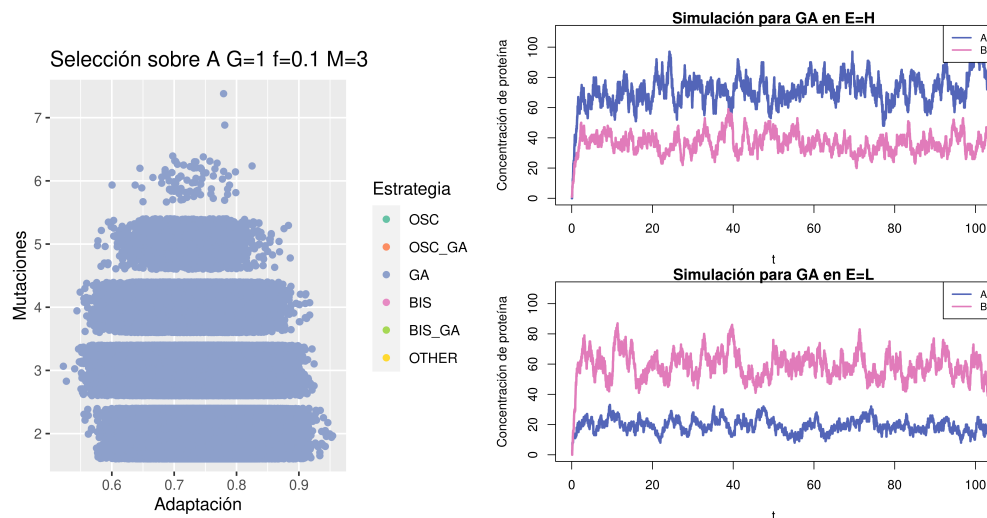 Selección sobre A G=1 f=0.1 M=3
Mutaciones
7
6
5
4
3
2
0.6
0.7
0.8
0.9
Adaptación
Estrategia
OSC
OSC_GA
GA
BIS
BIS_GA
OTHER
Simulación para GA en E=H
Concentración de proteína
100
80
60
40
20
0
0
20
40
60
80
100
t
A
B
Simulación para GA en E=L
Concentración de proteína
100
80
60
40
20
0
0
20
40
60
80
100
t
A
B